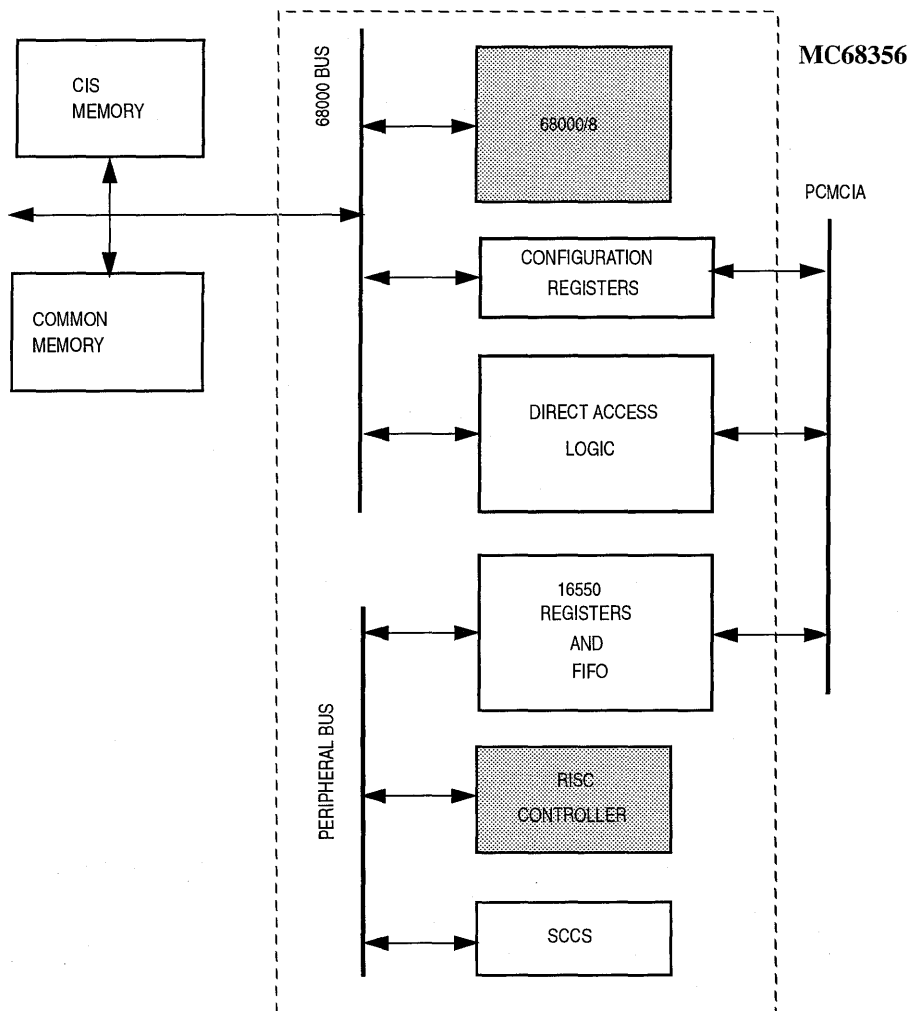 MC68356
CIS
MEMORY
68000 BUS
68000/8
PCMCIA
CONFIGURATION
REGISTERS
COMMON
MEMORY
DIRECT ACCESS
LOGIC
16550
REGISTERS
AND
FIFO
PERIPHERAL BUS
RISC
CONTROLLER
SCCS